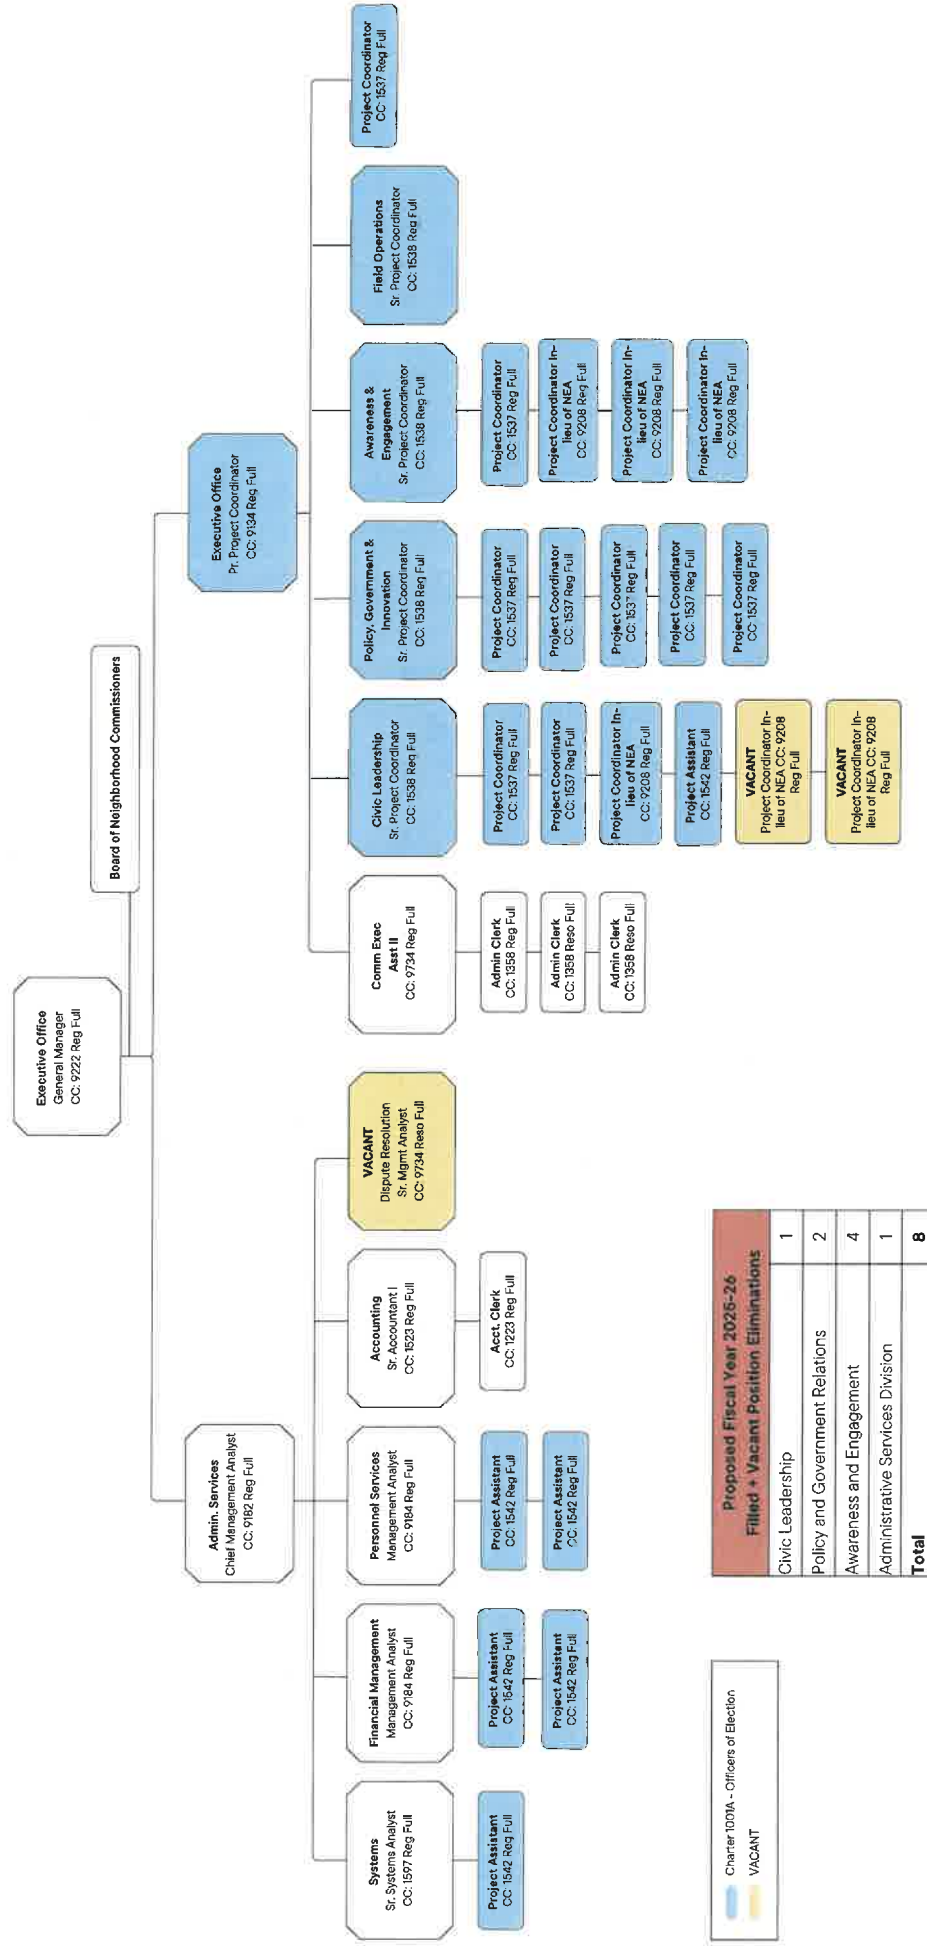 Executive Office
General Manager
CC: 9222 Reg Full
Board of Neighborhood Commissioners
Admin. Services
Chief Management Analyst
CC: 9182 Reg Full
Executive Office
Pr. Project Coordinator
CC: 9134 Reg Full
Systems
Sr. Systems Analyst
CC: 1597 Reg Full
Project Assistant
CC: 1542 Reg Full
Financial Management
Management Analyst
CC: 9184 Reg Full
Project Assistant
CC: 1542 Reg Full
Project Assistant
CC: 1542 Reg Full
Personnel Services
Management Analyst
CC: 9184 Reg Full
Project Assistant
CC: 1542 Reg Full
Project Assistant
CC: 1542 Reg Full
Accounting
Sr. Accountant I
CC: 1523 Reg Full
Acct. Clerk
CC: 1223 Reg Full
VACANT
Dispute Resolution
Sr. Mgmt Analyst
CC: 9734 Reso Full
Comm Exec
Asst II
CC: 9734 Reg Full
Admin Clerk
CC: 1358 Reg Full
Admin Clerk
CC: 1358 Reso Full
Admin Clerk
CC: 1358 Reso Full
Civic Leadership
Sr. Project Coordinator
CC: 1538 Reg Full
Project Coordinator
CC: 1537 Reg Full
Project Coordinator
CC: 1537 Reg Full
Project Coordinator In-
lieu of NEA
CC: 9208 Reg Full
Project Assistant
CC: 1542 Reg Full
VACANT
Project Coordinator In-
lieu of NEA CC: 9208
Reg Full
VACANT
Project Coordinator In-
lieu of NEA CC: 9208
Reg Full
Policy, Government &
Innovation
Sr. Project Coordinator
CC: 1538 Reg Full
Project Coordinator
CC: 1537 Reg Full
Project Coordinator
CC: 1537 Reg Full
Project Coordinator
CC: 1537 Reg Full
Project Coordinator
CC: 1537 Reg Full
Project Coordinator
CC: 1537 Reg Full
Awareness &
Engagement
Sr. Project Coordinator
CC: 1538 Reg Full
Project Coordinator
CC: 1537 Reg Full
Project Coordinator In-
lieu of NEA
CC: 9208 Reg Full
Project Coordinator In-
lieu of NEA
CC: 9208 Reg Full
Project Coordinator In-
lieu of NEA
CC: 9208 Reg Full
Field Operations
Sr. Project Coordinator
CC: 1538 Reg Full
Project Coordinator
CC: 1537 Reg Full
Charter 1001A - Officers of Election
VACANT
Proposed Fiscal Year 2025-26
Filled + Vacant Position Eliminations
Civic Leadership 1
Policy and Government Relations 2
Awareness and Engagement 4
Administrative Services Division 1
Total 8